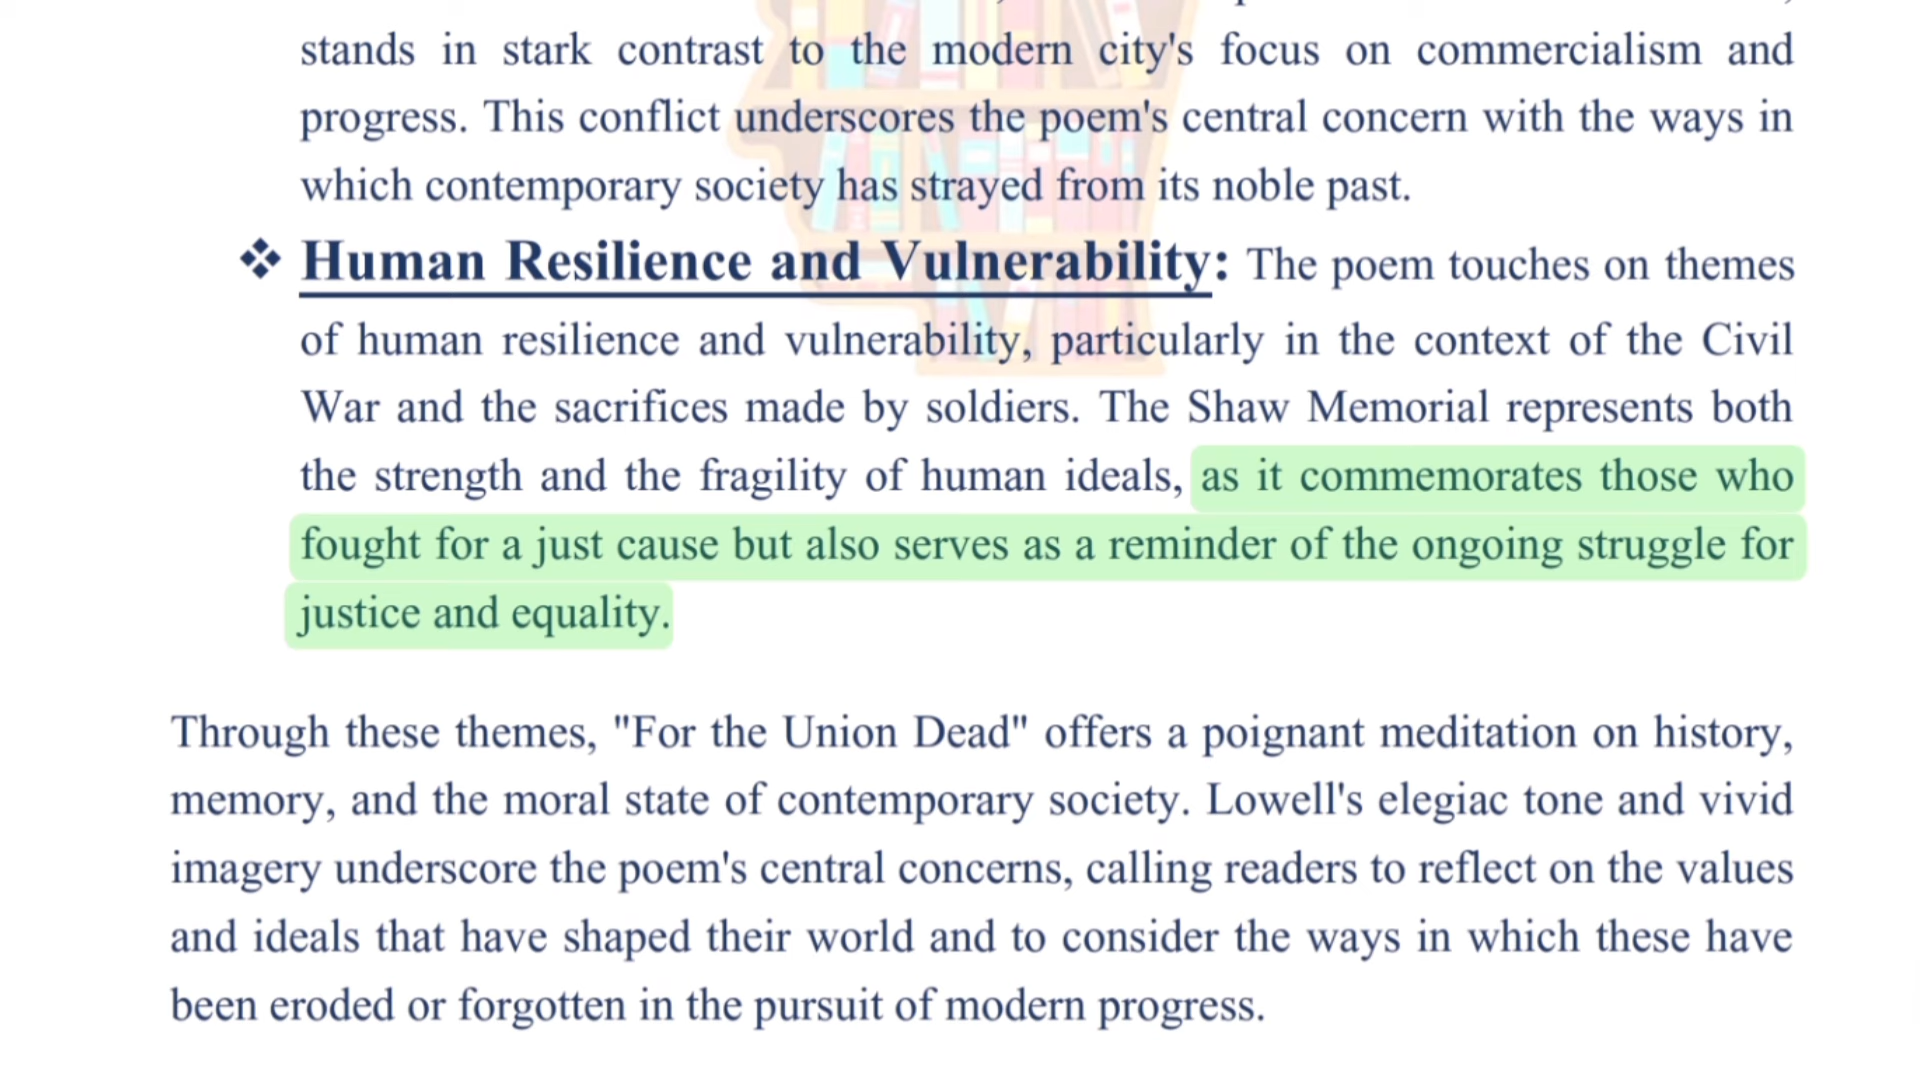 stands in stark contrast to the modern city's focus on commercialism and
progress. This conflict underscores the poem's central concern with the ways in
which contemporary society has strayed from its noble past.
❖ Human Resilience and Vulnerability: The poem touches on themes
of human resilience and vulnerability, particularly in the context of the Civil
War and the sacrifices made by soldiers. The Shaw Memorial represents both
the strength and the fragility of human ideals, as it commemorates those who
fought for a just cause but also serves as a reminder of the ongoing struggle for
justice and equality.
Through these themes, "For the Union Dead" offers a poignant meditation on history,
memory, and the moral state of contemporary society. Lowell's elegiac tone and vivid
imagery underscore the poem's central concerns, calling readers to reflect on the values
and ideals that have shaped their world and to consider the ways in which these have
been eroded or forgotten in the pursuit of modern progress.